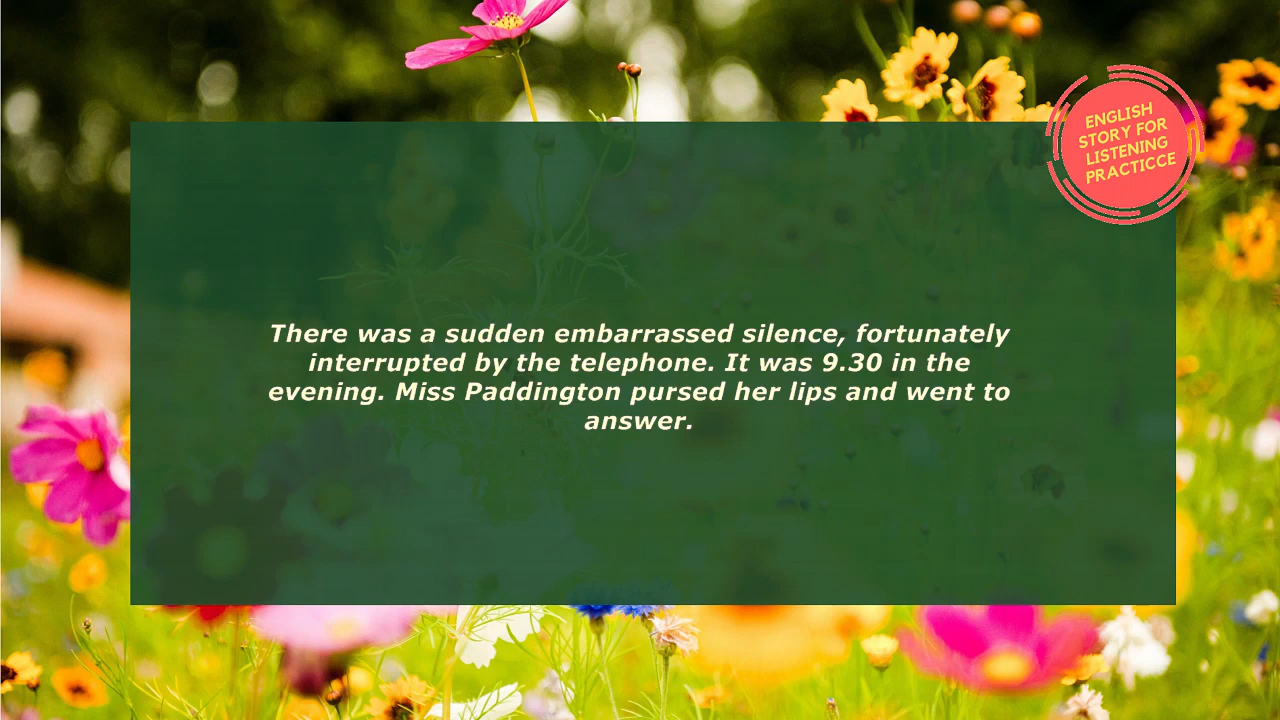 ENGLISH
STORY FOR
LISTENING
PRACTICCE
There was a sudden embarrassed silence, fortunately
interrupted by the telephone. It was 9.30 in the
evening. Miss Paddington pursed her lips and went to
answer.